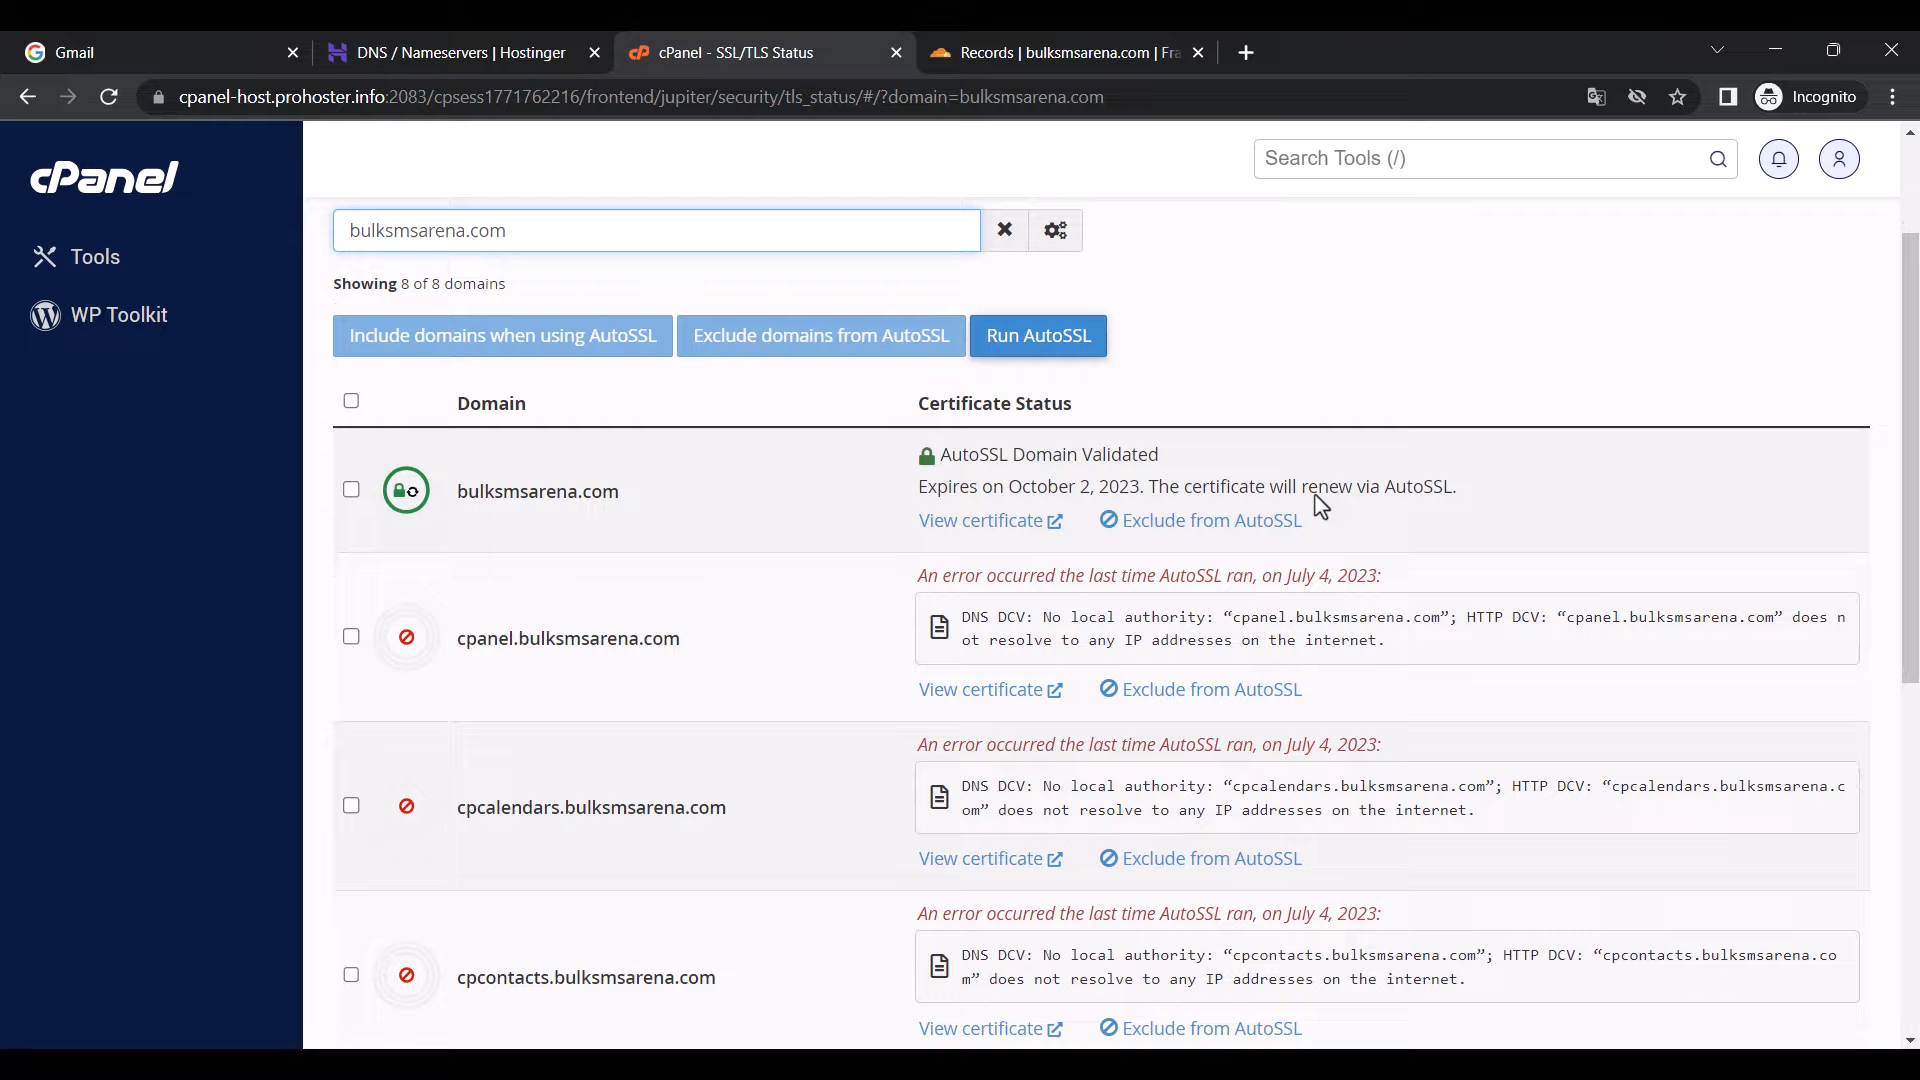 Gmail
DNS / Nameservers | Hostinger
cPanel - SSL/TLS Status
Records | bulksmsarena.com | Fra
cpanel-host.prohoster.info:2083/cpsess1771762216/frontend/jupiter/security/tls_status/#/?domain=bulksmsarena.com
Incognito
cPanel
Search Tools (/)
Tools
WP Toolkit
bulksmsarena.com
Showing 8 of 8 domains
Include domains when using AutoSSL
Exclude domains from AutoSSL
Run AutoSSL
Domain
Certificate Status
bulksmsarena.com
AutoSSL Domain Validated
Expires on October 2, 2023. The certificate will renew via AutoSSL.
View certificate
Exclude from AutoSSL
cpanel.bulksmsarena.com
An error occurred the last time AutoSSL ran, on July 4, 2023:
DNS DCV: No local authority: “cpanel.bulksmsarena.com”; HTTP DCV: “cpanel.bulksmsarena.com” does n
ot resolve to any IP addresses on the internet.
View certificate
Exclude from AutoSSL
cpcalendars.bulksmsarena.com
An error occurred the last time AutoSSL ran, on July 4, 2023:
DNS DCV: No local authority: “cpcalendars.bulksmsarena.com”; HTTP DCV: “cpcalendars.bulksmsarena.c
om” does not resolve to any IP addresses on the internet.
View certificate
Exclude from AutoSSL
cpcontacts.bulksmsarena.com
An error occurred the last time AutoSSL ran, on July 4, 2023:
DNS DCV: No local authority: “cpcontacts.bulksmsarena.com”; HTTP DCV: “cpcontacts.bulksmsarena.co
m” does not resolve to any IP addresses on the internet.
View certificate
Exclude from AutoSSL